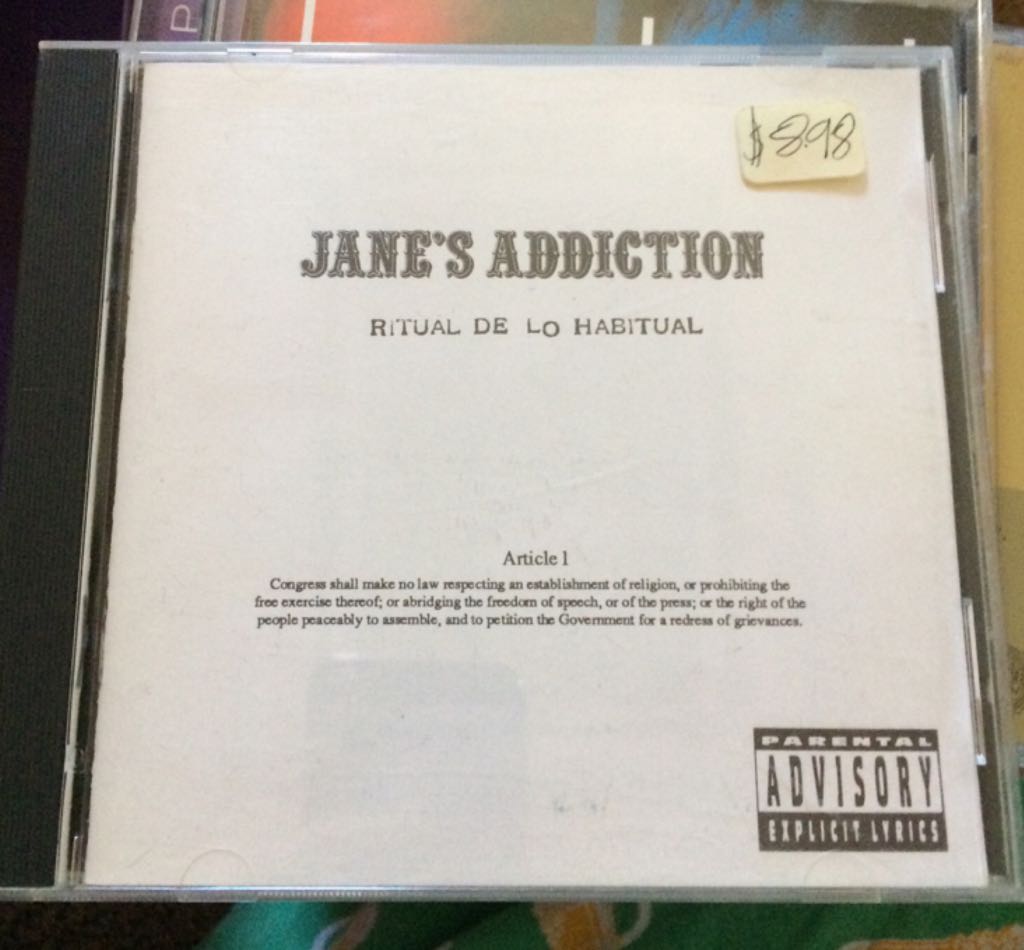 P
$8.98
JANE'S ADDICTION
RITUAL DE LO HABITUAL
Article 1
Congress shall make no law respecting an establishment of religion, or prohibiting the
free exercise thereof; or abridging the freedom of speech, or of the press; or the right of the
people peaceably to assemble, and to petition the Government for a redress of grievances.
PARENTAL
ADVISORY
EXPLICIT LYRICS